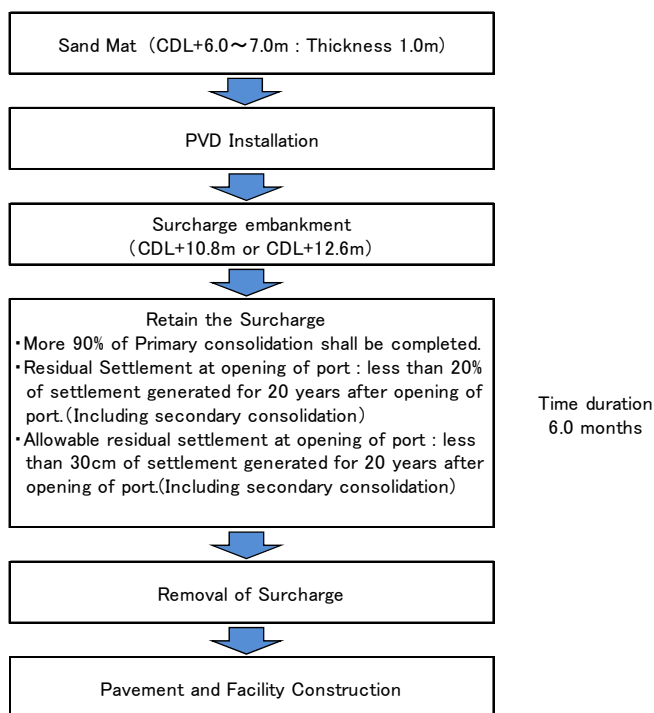 Sand Mat (CDL+6.0～7.0m : Thickness 1.0m)
PVD Installation
Surcharge embankment
(CDL+10.8m or CDL+12.6m)
Retain the Surcharge
・More 90% of Primary consolidation shall be completed.
・Residual Settlement at opening of port : less than 20%
of settlement generated for 20 years after opening of
port.(Including secondary consolidation)
・Allowable residual settlement at opening of port : less
than 30cm of settlement generated for 20 years after
opening of port.(Including secondary consolidation)
Time duration
6.0 months
Removal of Surcharge
Pavement and Facility Construction